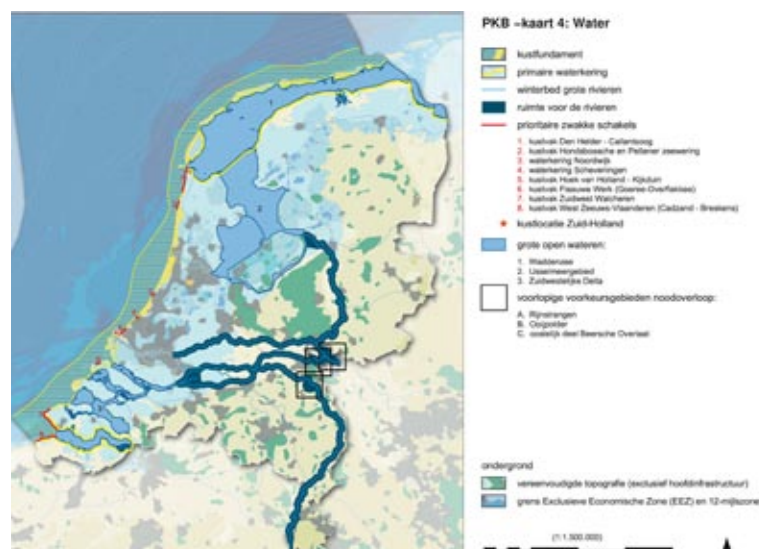 PKB –kaart 4: Water
kustfundament
primaire waterkering
winterbed grote rivieren
ruimte voor de rivieren
prioritaire zwakke schakels
1. kustvak Den Helder - Callantsoog
2. kustvak Hondsbossche en Pettemer zeewering
3. waterkering Noordwijk
4. waterkering Scheveningen
5. kustvak Hoek van Holland - Kijkduin
6. kustvak Flaauwe Werk (Goeree-Overflakkee)
7. kustvak Zuidwest Walcheren
8. kustvak West Zeeuws-Vlaanderen (Cadzand - Breskens)
kustlocatie Zuid-Holland
grote open wateren:
1. Waddenzee
2. IJsselmeergebied
3. Zuidwestelijke Delta
voorlopige voorkeursgebieden noodoverloop:
A. Rijnstrangen
B. Ooijpolder
C. oostelijk deel Beersche Overlaat
ondergrond
vereenvoudigde topografie (exclusief hoofdinfrastructuur)
grens Exclusieve Economische Zone (EEZ) en 12-mijlszone
(1:1.500.000)